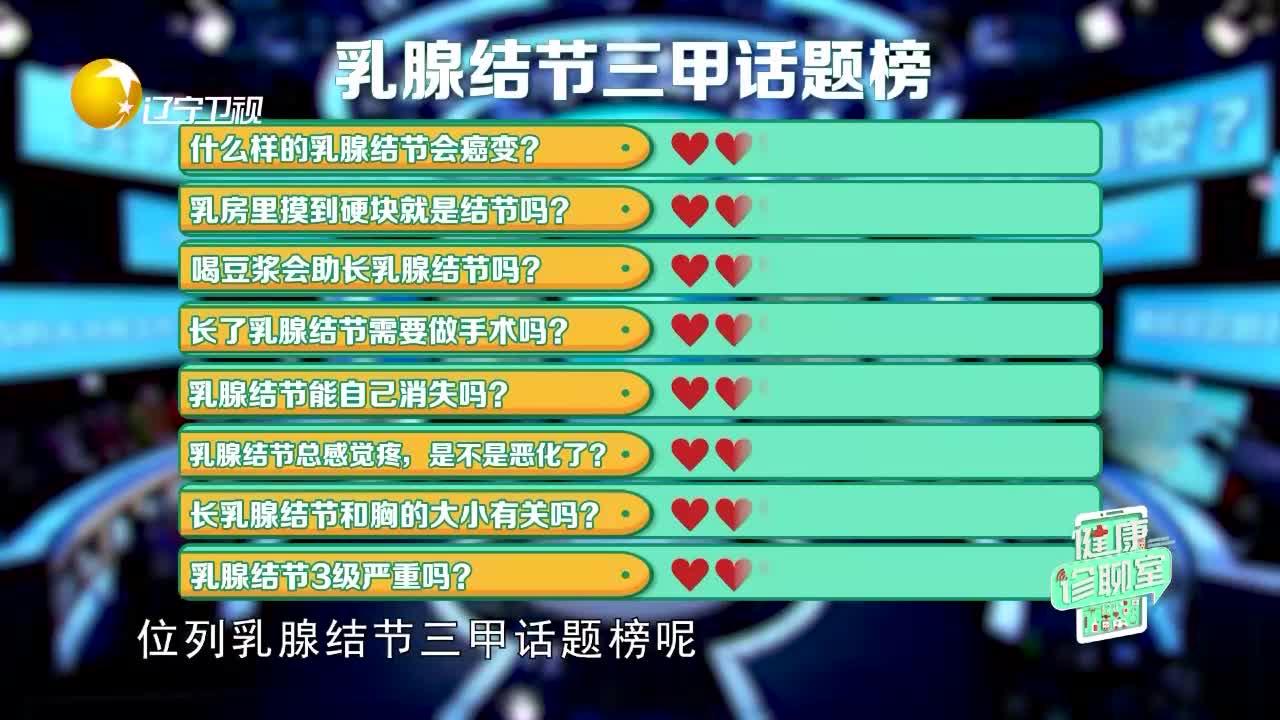 乳腺结节三甲话题榜
辽宁卫视
什么样的乳腺结节会癌变?
乳房里摸到硬块就是结节吗?
喝豆浆会助长乳腺结节吗?
长了乳腺结节需要做手术吗?
乳腺结节能自己消失吗?
乳腺结节总感觉疼，是不是恶化了?
长乳腺结节和胸的大小有关吗?
乳腺结节3级严重吗?
健康
诊聊室
位列乳腺结节三甲话题榜呢